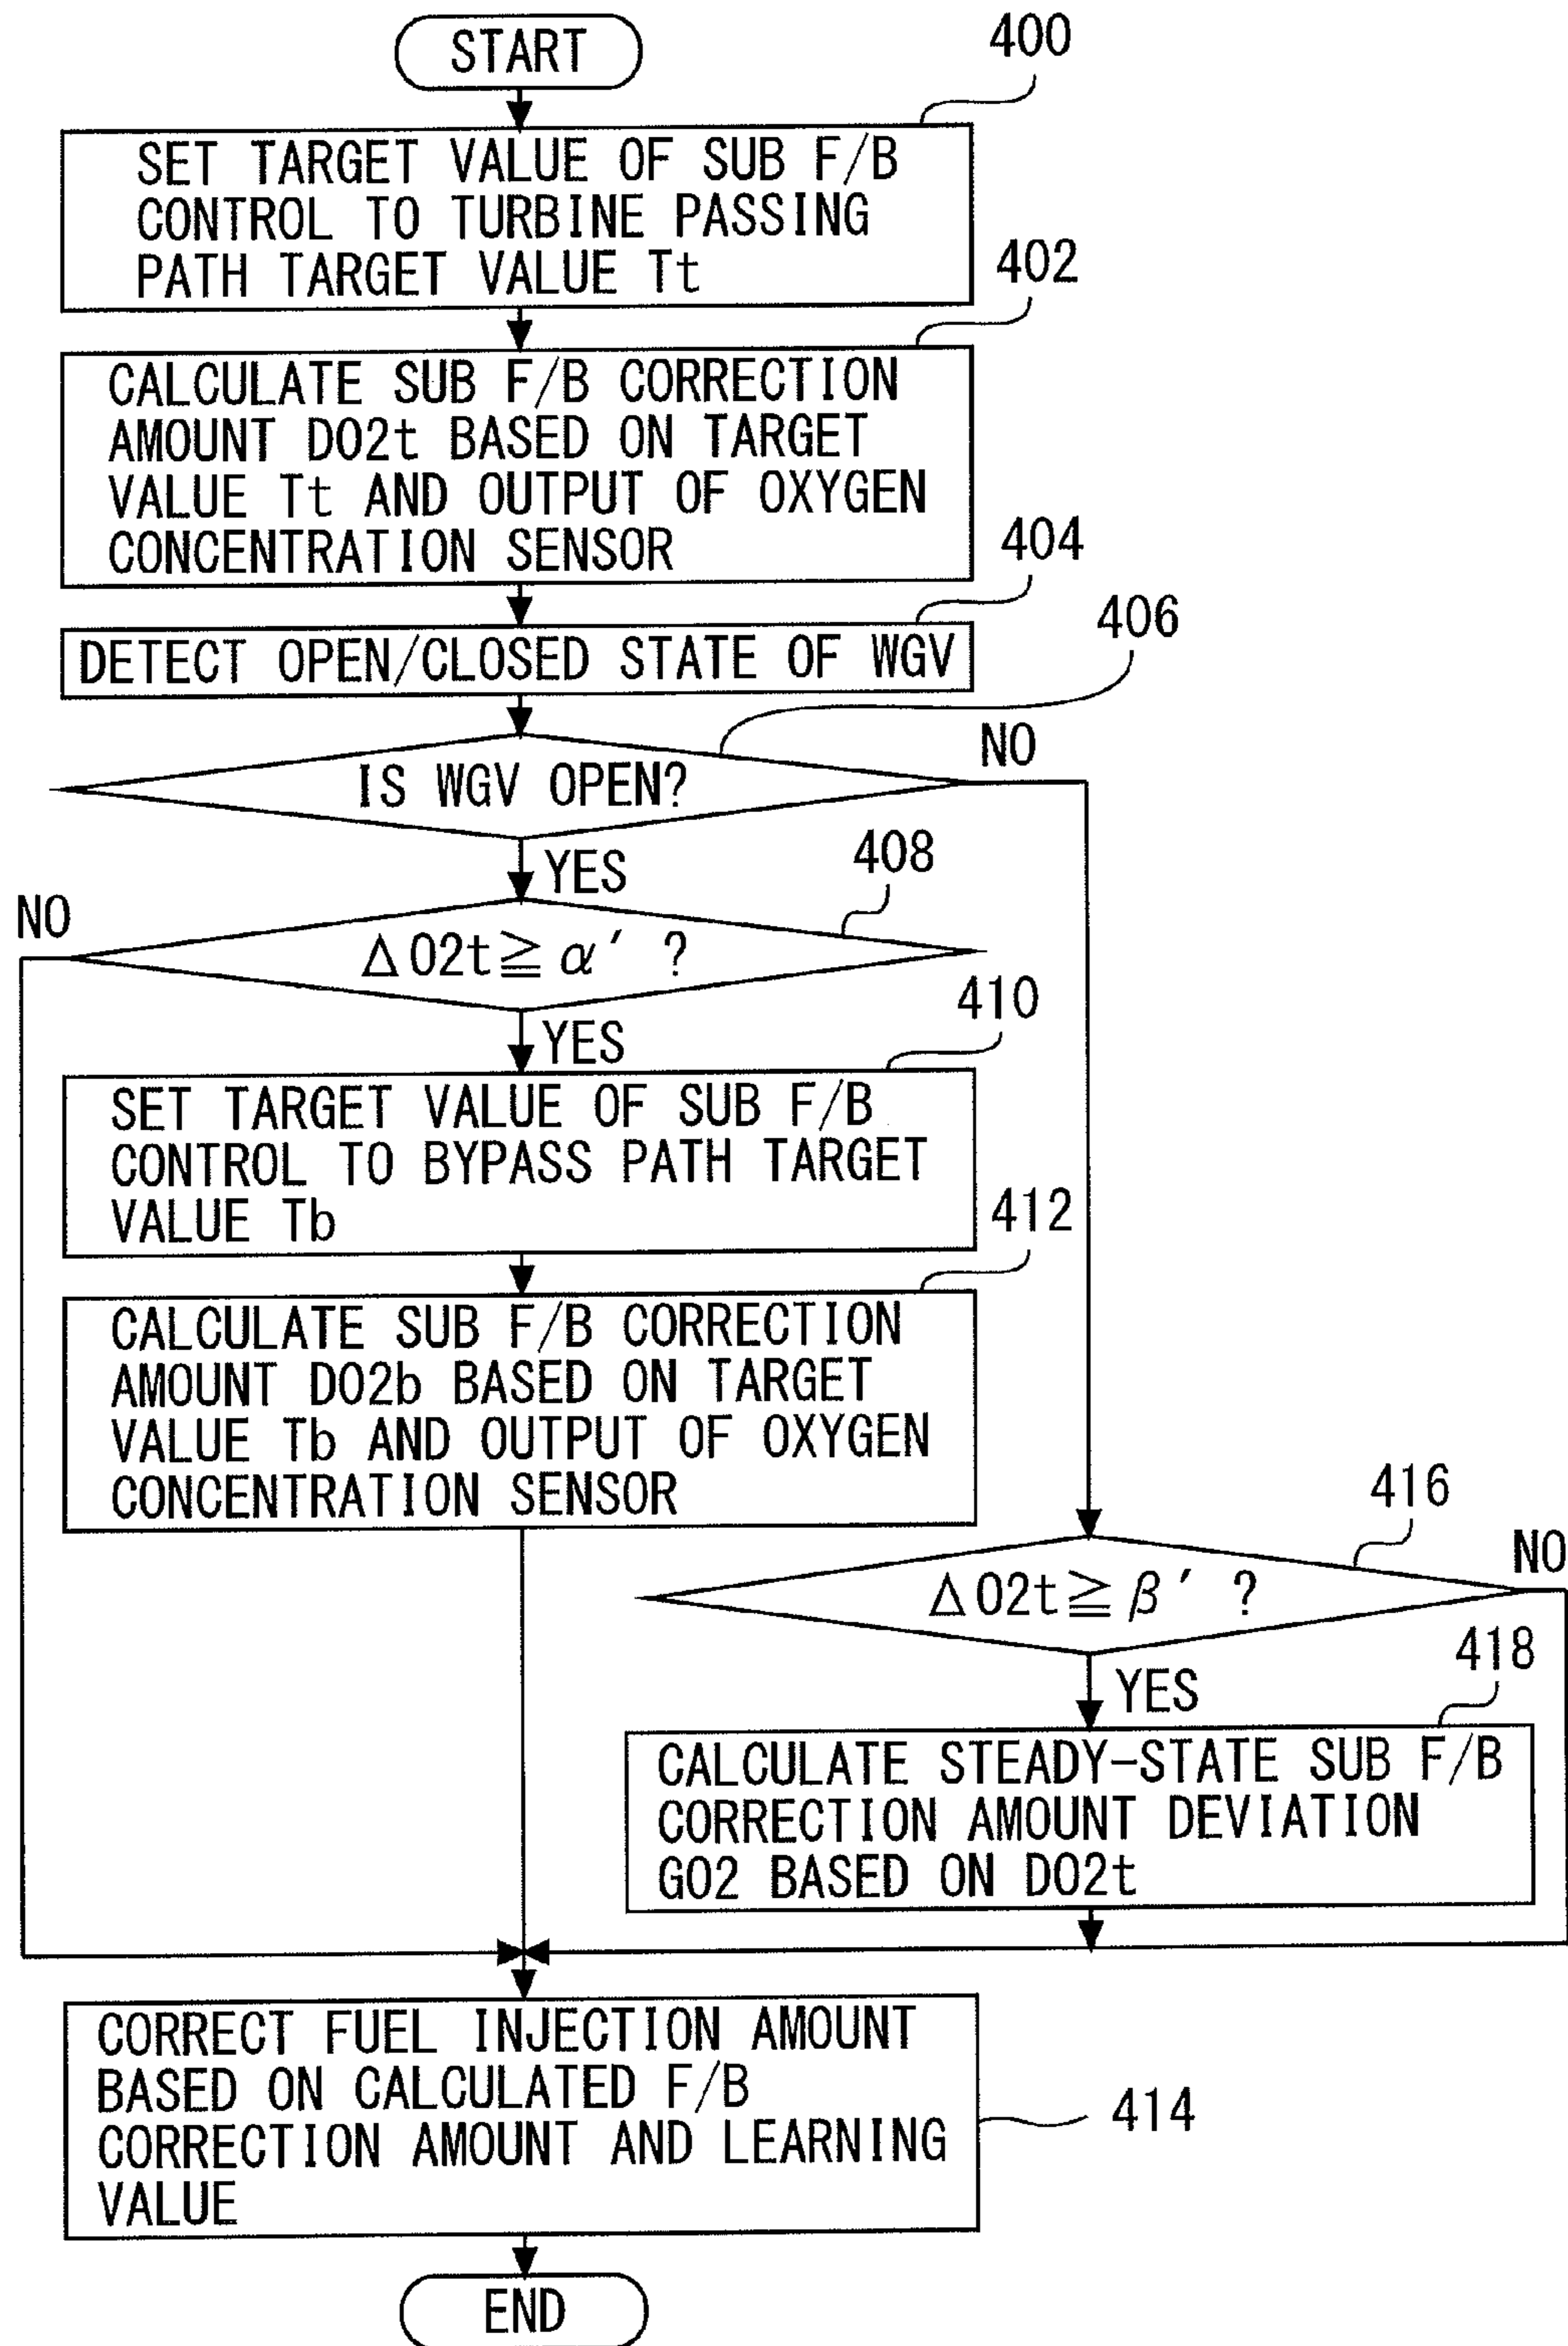 START
400
SET TARGET VALUE OF SUB F/B
CONTROL TO TURBINE PASSING
PATH TARGET VALUE Tt
402
CALCULATE SUB F/B CORRECTION
AMOUNT DO2t BASED ON TARGET
VALUE Tt AND OUTPUT OF OXYGEN
CONCENTRATION SENSOR
404
DETECT OPEN/CLOSED STATE OF WGV
406
IS WGV OPEN?
NO
YES
408
NO
ΔO2t≧α′ ?
YES
410
SET TARGET VALUE OF SUB F/B
CONTROL TO BYPASS PATH TARGET
VALUE Tb
412
CALCULATE SUB F/B CORRECTION
AMOUNT DO2b BASED ON TARGET
VALUE Tb AND OUTPUT OF OXYGEN
CONCENTRATION SENSOR
416
NO
ΔO2t≧β′ ?
YES
418
CALCULATE STEADY-STATE SUB F/B
CORRECTION AMOUNT DEVIATION
GO2 BASED ON DO2t
CORRECT FUEL INJECTION AMOUNT
BASED ON CALCULATED F/B
CORRECTION AMOUNT AND LEARNING
VALUE
414
END